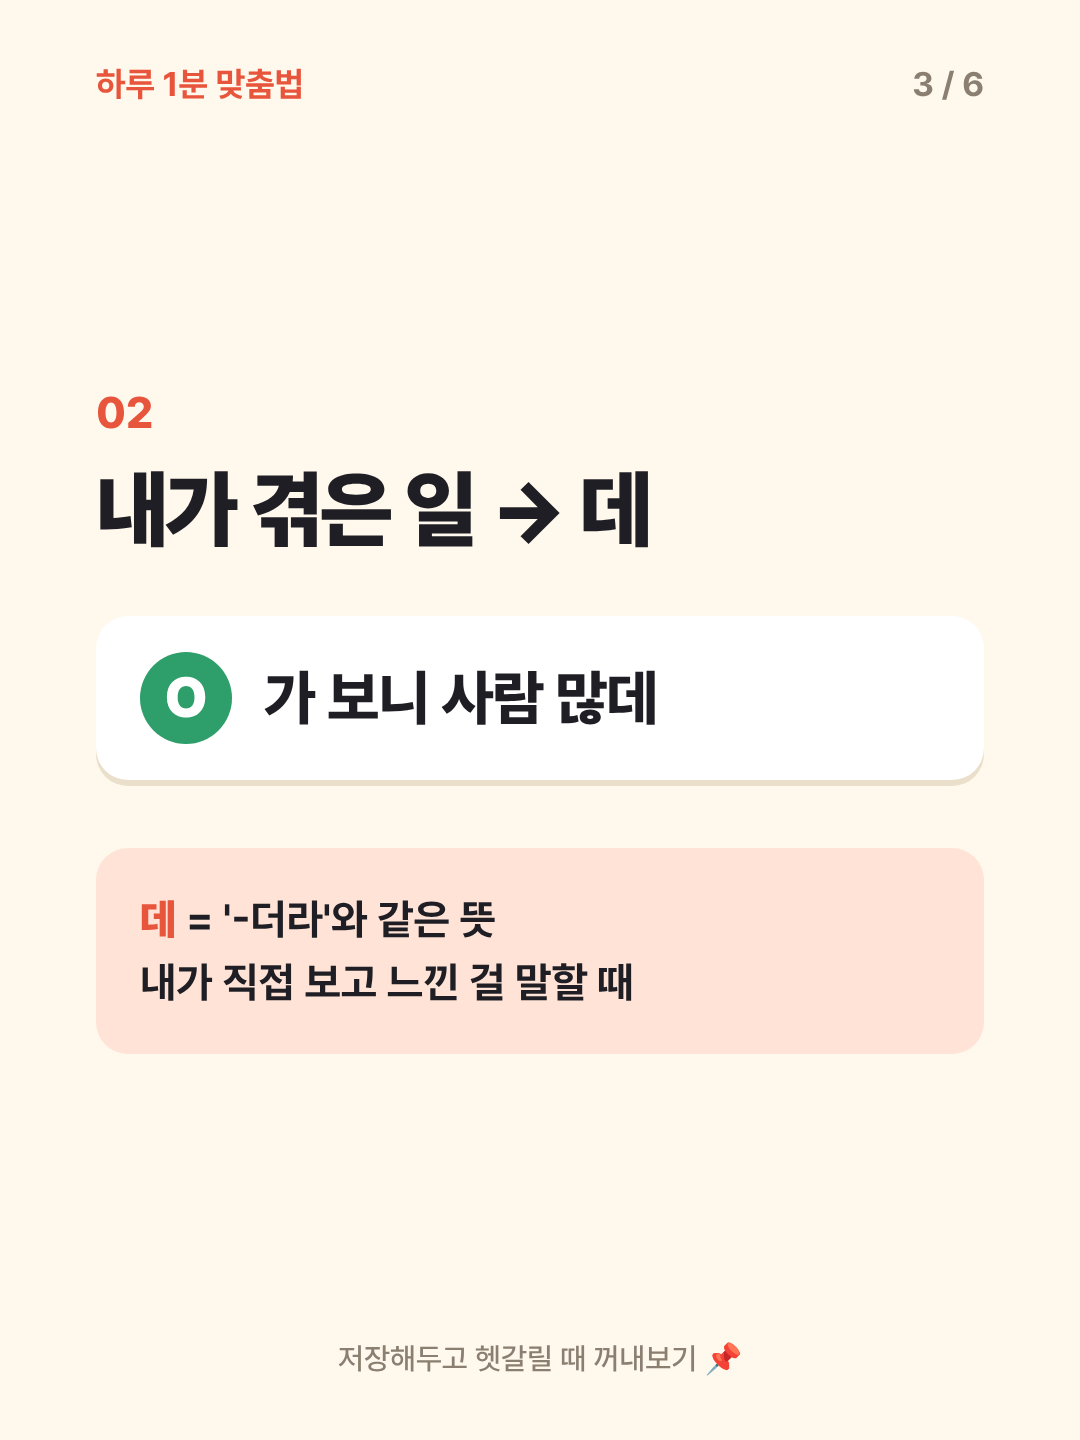 하루 1분 맞춤법
3 / 6
02
내가 겪은 일 → 데
O 가 보니 사람 많데
데 = '-더라'와 같은 뜻
내가 직접 보고 느낀 걸 말할 때
저장해두고 헷갈릴 때 꺼내보기 📌